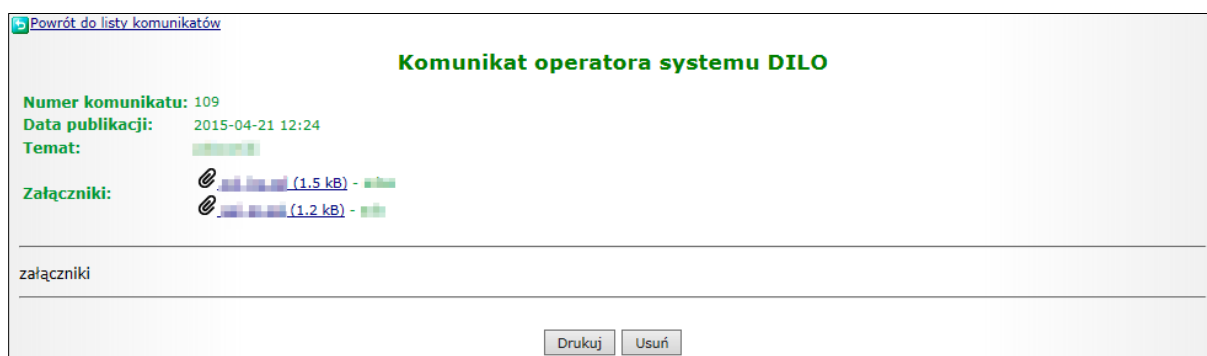 Powrót do listy komunikatów
Komunikat operatora systemu DILO
Numer komunikatu: 109
Data publikacji: 2015-04-21 12:24
Temat:
Załączniki:
(1.5 kB) -
(1.2 kB) -
załączniki
Drukuj Usuń